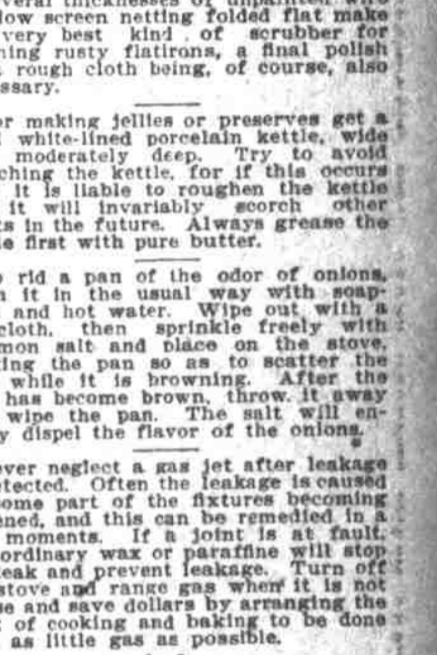 several thicknesses of unpainted wire
low screen netting folded flat make
very best kind of scrubber for
ning rusty flatirons, a final polish
rough cloth being, of course, also
ssary.
or making jellies or preserves get a
white-lined porcelain kettle, wide
moderately deep. Try to avoid
ching the kettle, for if this occurs
it is liable to roughen the kettle
it will invariably scorch other
ts in the future. Always grease the
e first with pure butter.
o rid a pan of the odor of onions,
h it in the usual way with soap-
and hot water. Wipe out with a
cloth, then sprinkle freely with
mon salt and place on the stove,
ing the pan so as to scatter the
while it is browning. After the
has become brown, throw it away
wipe the pan. The salt will en-
y dispel the flavor of the onions.
ever neglect a gas jet after leakage
etected. Often the leakage is caused
ome part of the fixtures becoming
ened, and this can be remedied in a
moments. If a joint is at fault,
ordinary wax or paraffine will stop
eak and prevent leakage. Turn off
stove and range gas when it is not
se and save dollars by arranging the
of cooking and baking to be done
as little gas as possible.